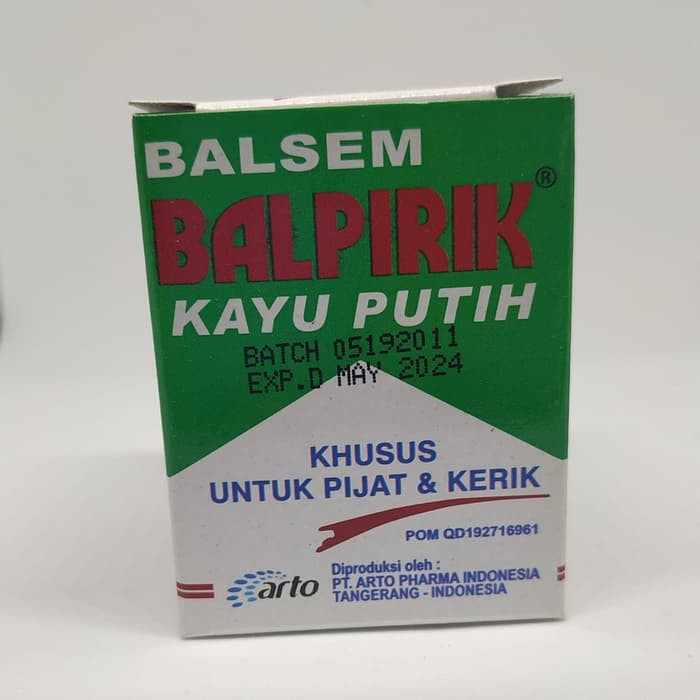 BALSEM
BALPIRIK®
KAYU PUTIH
BATCH 05192011
EXP.D MAY 2024
KHUSUS
UNTUK PIJAT & KERIK
POM QD192716961
arto
Diproduksi oleh :
PT. ARTO PHARMA INDONESIA
TANGERANG - INDONESIA